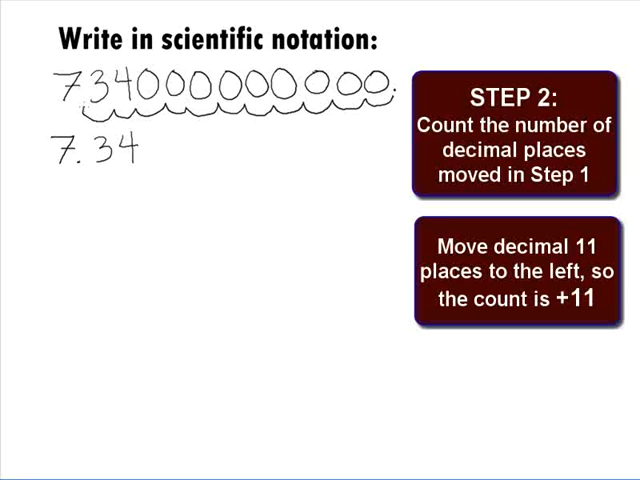 Write in scientific notation:
734000000000.
7.34
STEP 2:
Count the number of
decimal places
moved in Step 1
Move decimal 11
places to the left, so
the count is +11